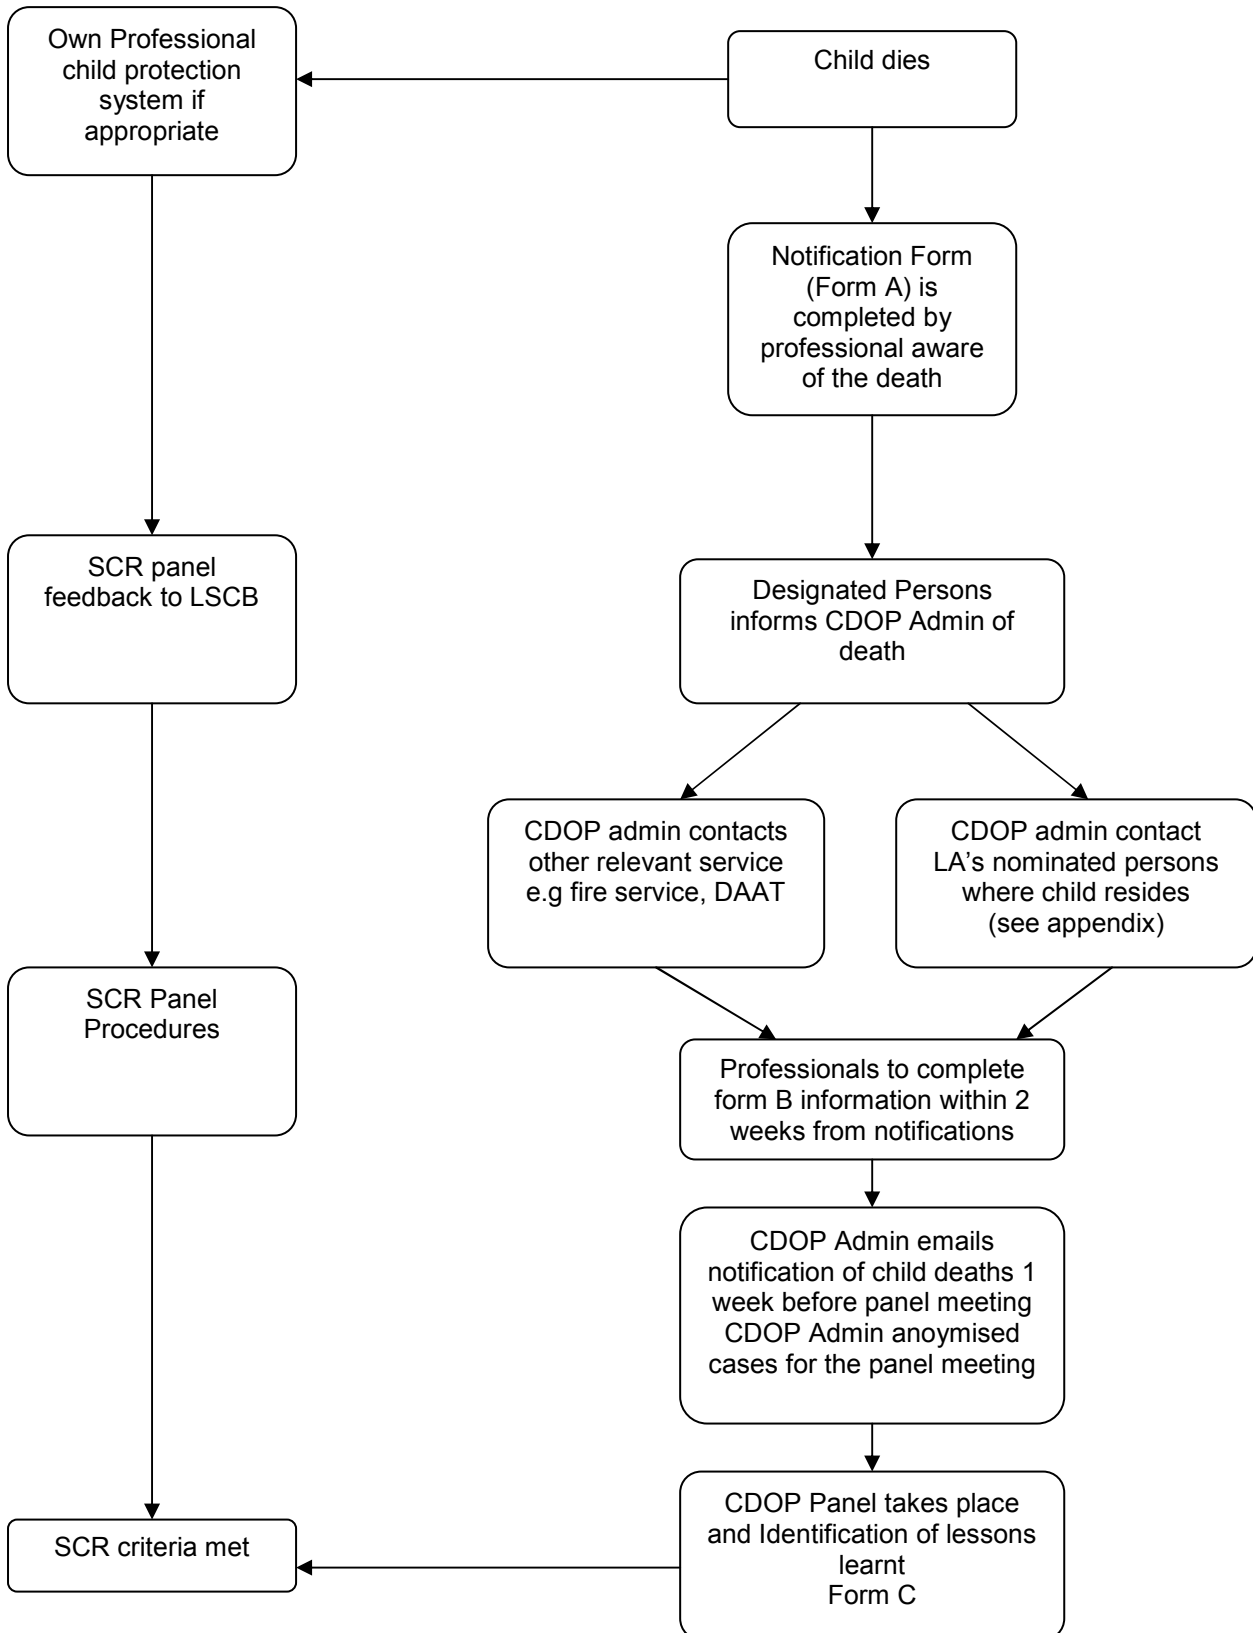 Own Professional
child protection
system if
appropriate
Child dies
Notification Form
(Form A) is
completed by
professional aware
of the death
SCR panel
feedback to LSCB
Designated Persons
informs CDOP Admin of
death
CDOP admin contacts
other relevant service
e.g fire service, DAAT
CDOP admin contact
LA’s nominated persons
where child resides
(see appendix)
SCR Panel
Procedures
Professionals to complete
form B information within 2
weeks from notifications
CDOP Admin emails
notification of child deaths 1
week before panel meeting
CDOP Admin anoymised
cases for the panel meeting
SCR criteria met
CDOP Panel takes place
and Identification of lessons
learnt
Form C